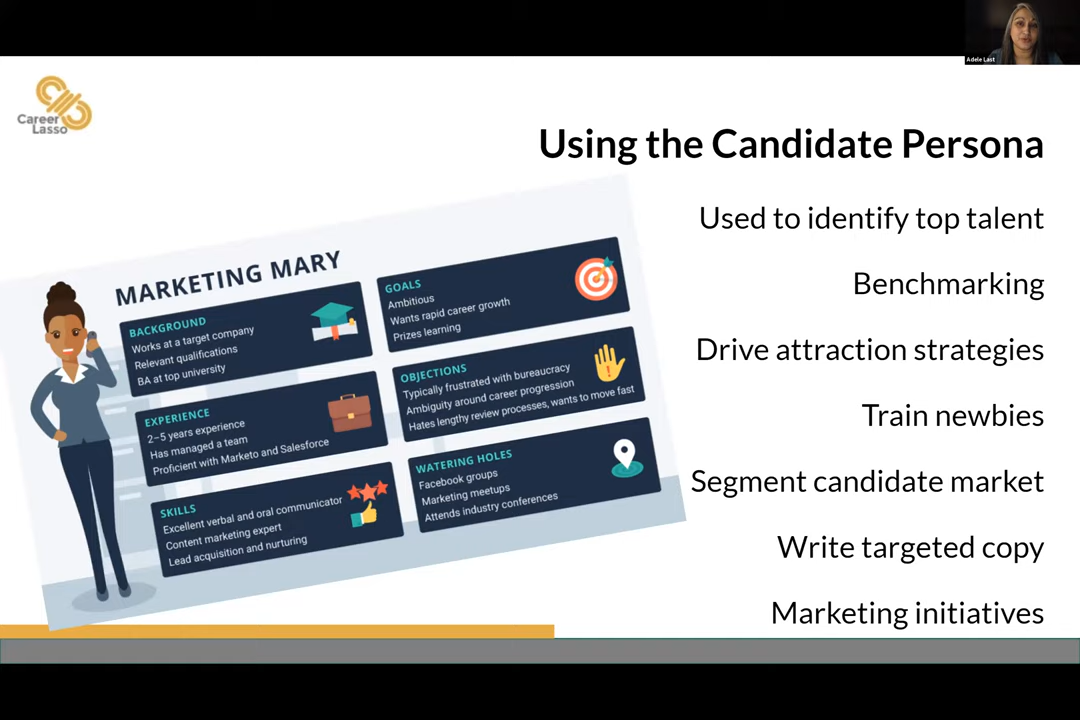 Adele Last
Career
Lasso
Using the Candidate Persona
MARKETING MARY
BACKGROUND
Works at a target company
Relevant qualifications
BA at top university
EXPERIENCE
2–5 years experience
Has managed a team
Proficient with Marketo and Salesforce
SKILLS
Excellent verbal and oral communicator
Content marketing expert
Lead acquisition and nurturing
GOALS
Ambitious
Wants rapid career growth
Prizes learning
OBJECTIONS
Typically frustrated with bureaucracy
Ambiguity around career progression
Hates lengthy review processes, wants to move fast
WATERING HOLES
Facebook groups
Marketing meetups
Attends industry conferences
Used to identify top talent
Benchmarking
Drive attraction strategies
Train newbies
Segment candidate market
Write targeted copy
Marketing initiatives